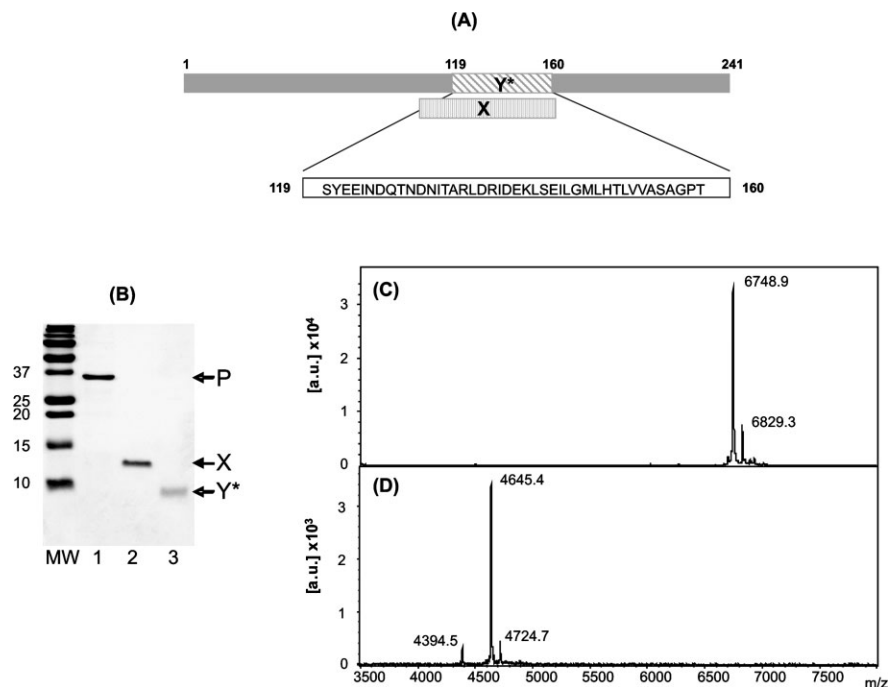 (A)
1 119 160 241
Y*
X
119 SYEEINDQTNDNITARLDRIDEKLSEILGMLHTLVVASAGPT 160
(B)
37
25
20
15
10
P
X
Y*
MW 1 2 3
(C)
[a.u.] x10⁴
3
2
1
0
6748.9
6829.3
(D)
[a.u.] x10³
3
2
1
0
4645.4
4394.5
4724.7
3500 4000 4500 5000 5500 6000 6500 7000 7500 m/z